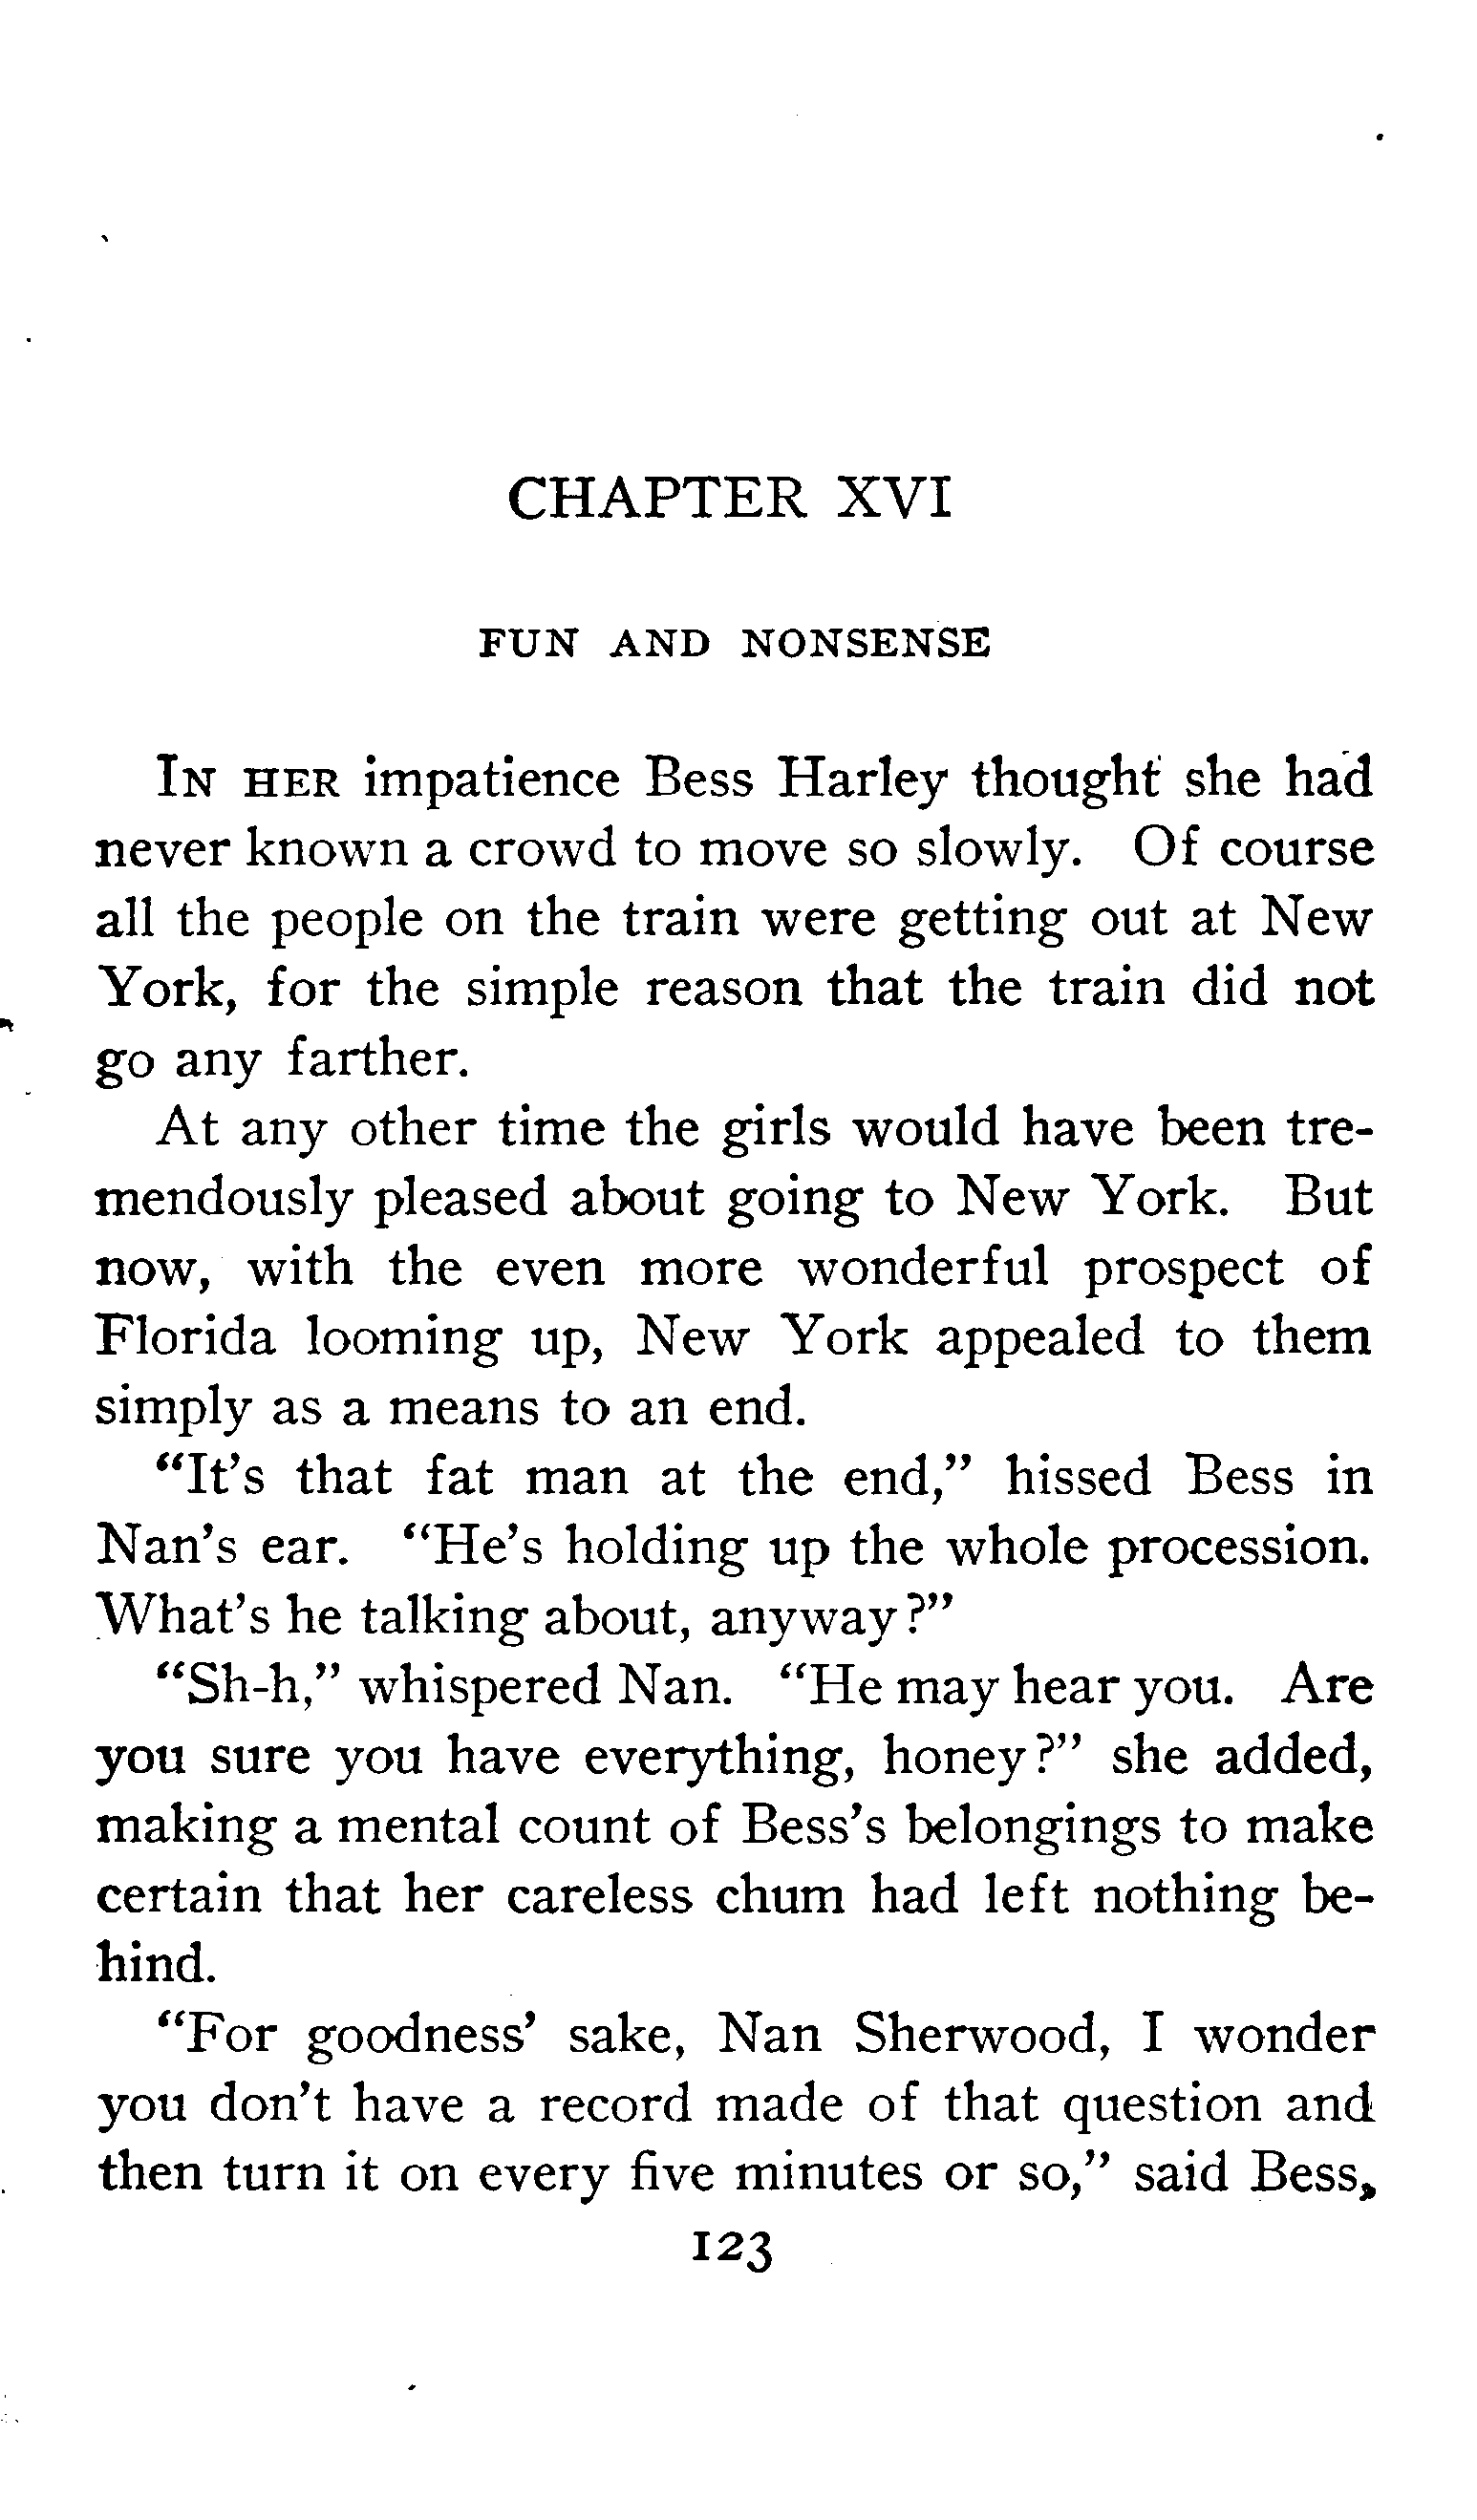 CHAPTER XVI
FUN AND NONSENSE
IN HER impatience Bess Harley thought she had
never known a crowd to move so slowly. Of course
all the people on the train were getting out at New
York, for the simple reason that the train did not
go any farther.
At any other time the girls would have been tre-
mendously pleased about going to New York. But
now, with the even more wonderful prospect of
Florida looming up, New York appealed to them
simply as a means to an end.
"It's that fat man at the end," hissed Bess in
Nan's ear. "He's holding up the whole procession.
What's he talking about, anyway?"
"Sh-h," whispered Nan. "He may hear you. Are
you sure you have everything, honey?" she added,
making a mental count of Bess's belongings to make
certain that her careless chum had left nothing be-
hind.
"For goodness' sake, Nan Sherwood, I wonder
you don't have a record made of that question and
then turn it on every five minutes or so," said Bess,
123